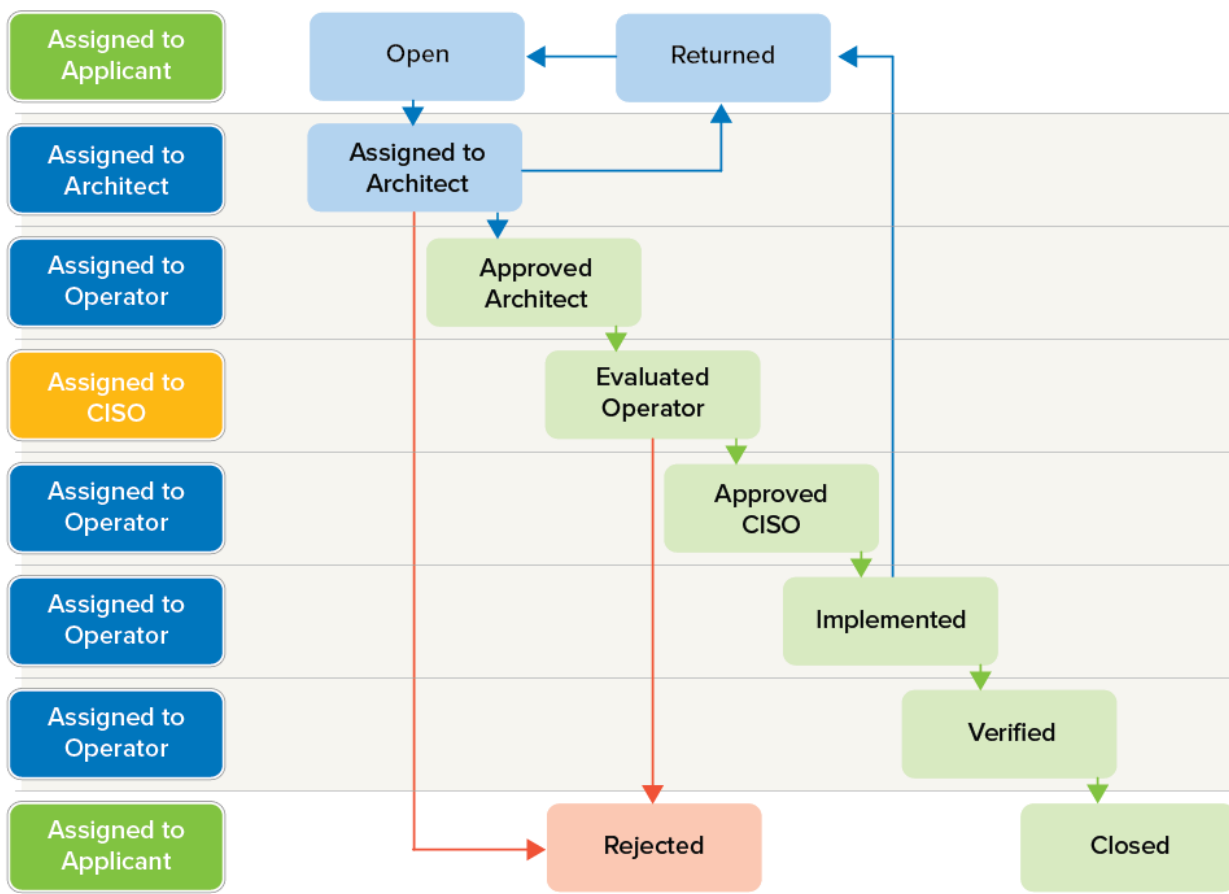 Assigned to
Applicant
Open
Returned
Assigned to
Architect
Assigned to
Architect
Assigned to
Operator
Approved
Architect
Assigned to
CISO
Evaluated
Operator
Assigned to
Operator
Approved
CISO
Assigned to
Operator
Implemented
Assigned to
Operator
Verified
Assigned to
Applicant
Rejected
Closed